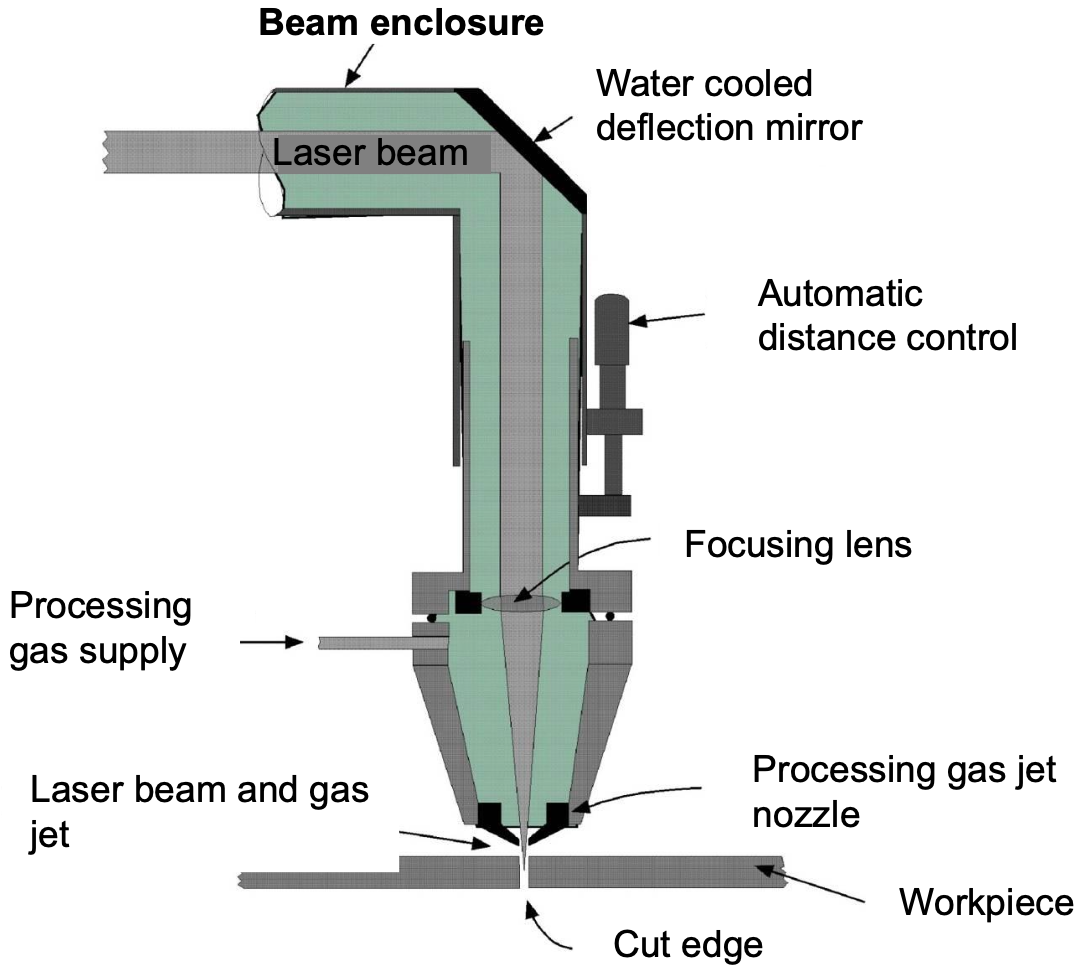 Beam enclosure
Water cooled
deflection mirror
Laser beam
Automatic
distance control
Focusing lens
Processing
gas supply
Laser beam and gas
jet
Processing gas jet
nozzle
Workpiece
Cut edge